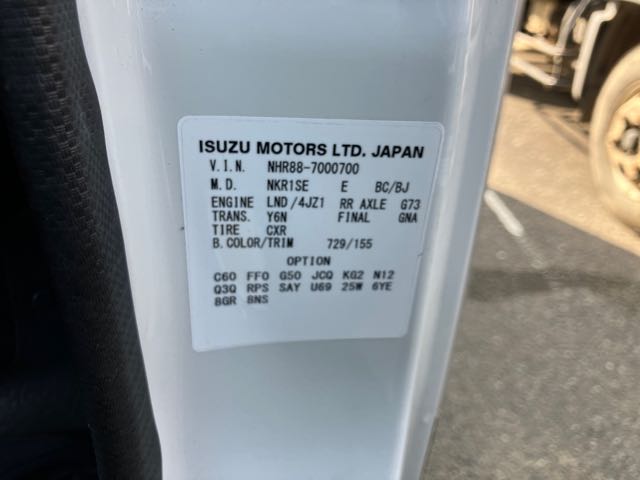 ISUZU MOTORS LTD. JAPAN
V.I.N. NHR88-7000700
M.D. NKR1SE E BC/BJ
ENGINE LND/4JZ1 RR AXLE G73
TRANS. Y6N FINAL GNA
TIRE CXR
B.COLOR/TRIM 729/155
OPTION
C60 FF0 G50 JCQ KG2 N12
Q3Q RPS SAY U69 25W 6YE
8GR 8NS